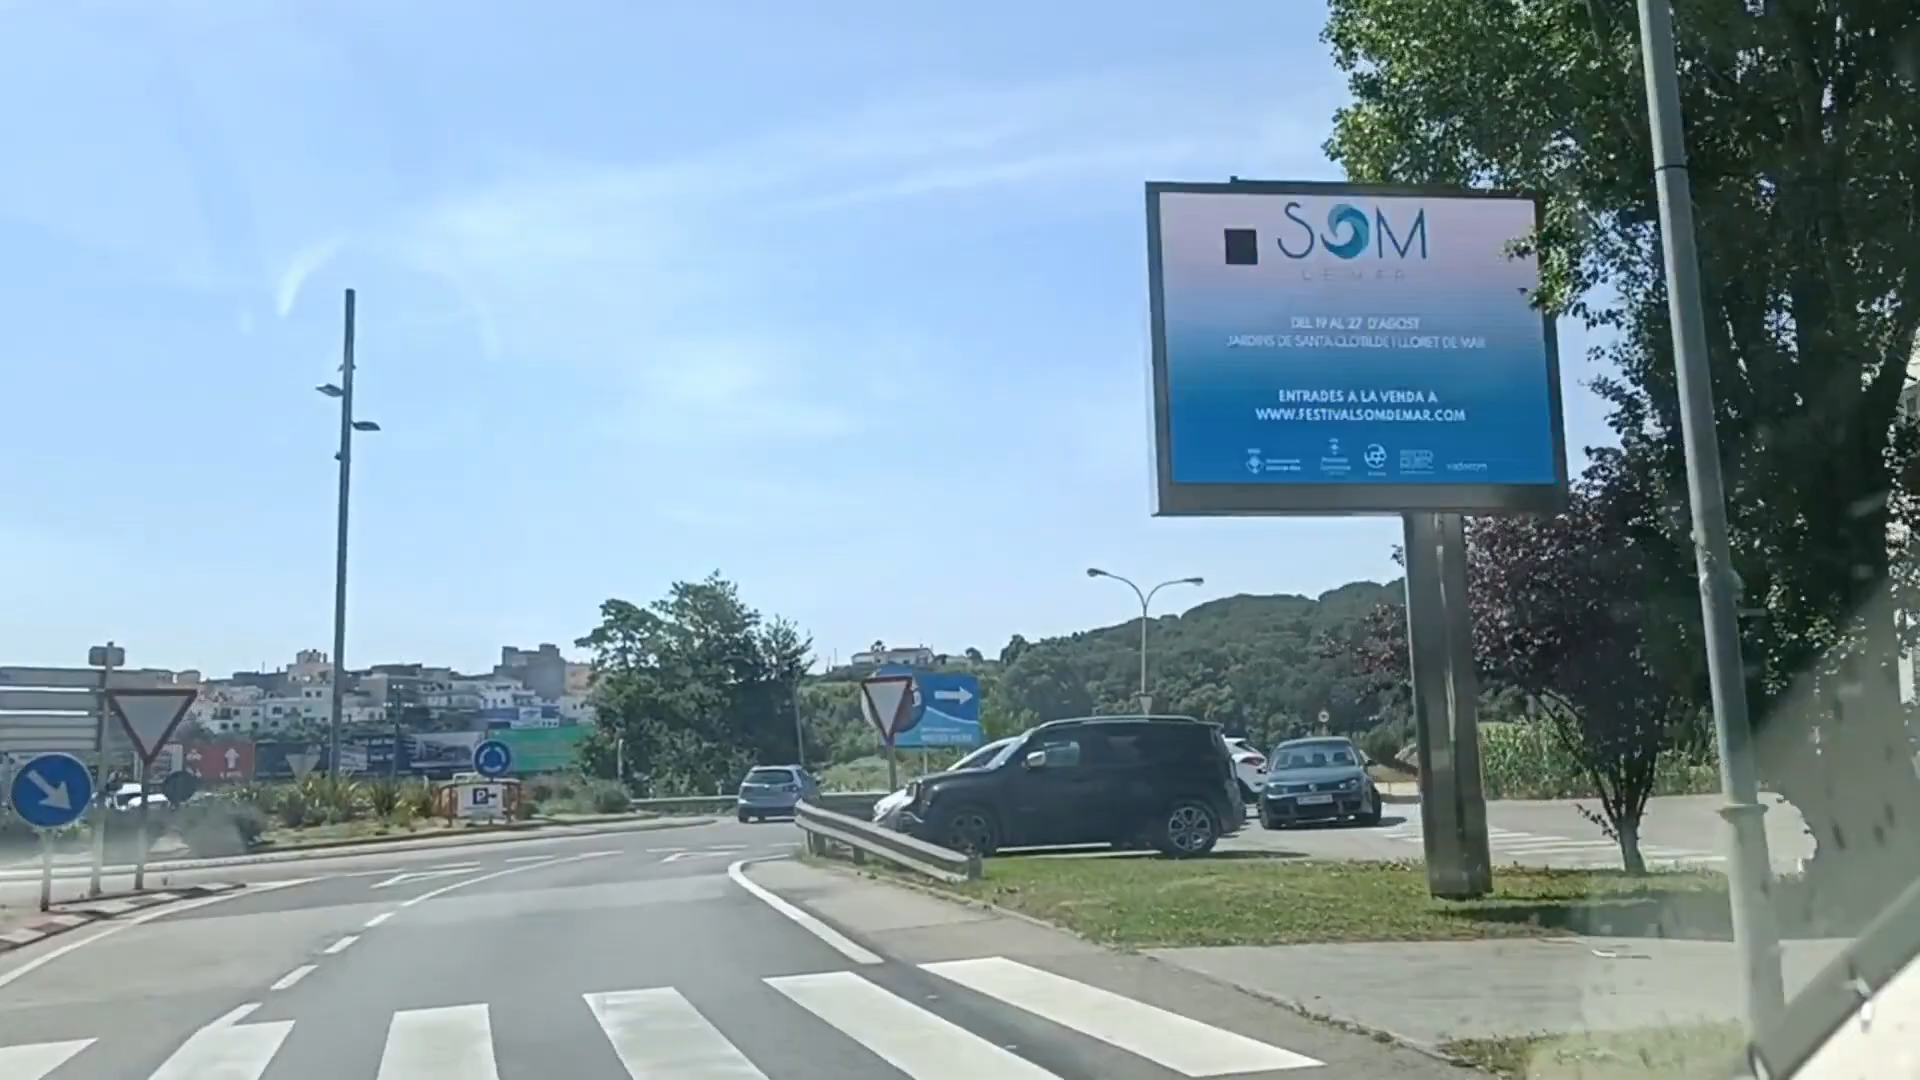 SOM
DE MAR
DEL 19 AL 27 D'AGOST
JARDINS DE SANTA CLOTILDE | LLORET DE MAR
ENTRADES A LA VENDA A
WWW.FESTIVALSOMDEMAR.COM
P